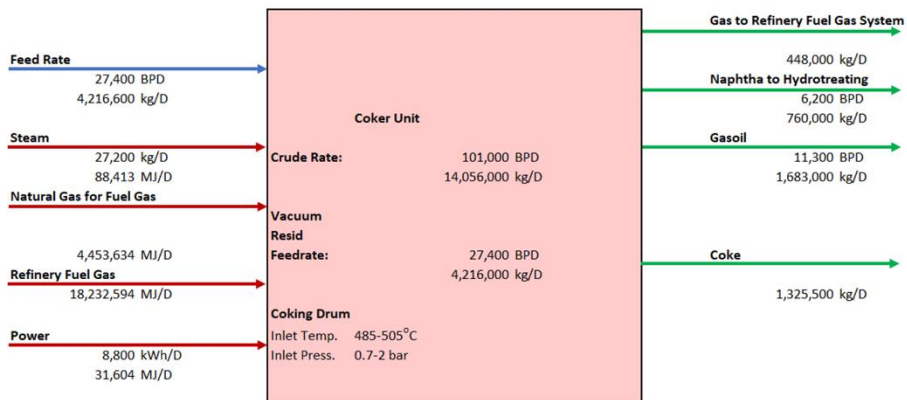 Gas to Refinery Fuel Gas System
448,000 kg/D
Feed Rate
27,400 BPD
4,216,600 kg/D
Naphtha to Hydrotreating
6,200 BPD
760,000 kg/D
Coker Unit
Steam
27,200 kg/D
88,413 MJ/D
Gasoil
11,300 BPD
1,683,000 kg/D
Crude Rate: 101,000 BPD
14,056,000 kg/D
Natural Gas for Fuel Gas
4,453,634 MJ/D
Vacuum
Resid
Feedrate: 27,400 BPD
4,216,000 kg/D
Coke
1,325,500 kg/D
Refinery Fuel Gas
18,232,594 MJ/D
Coking Drum
Inlet Temp. 485-505°C
Inlet Press. 0.7-2 bar
Power
8,800 kWh/D
31,604 MJ/D